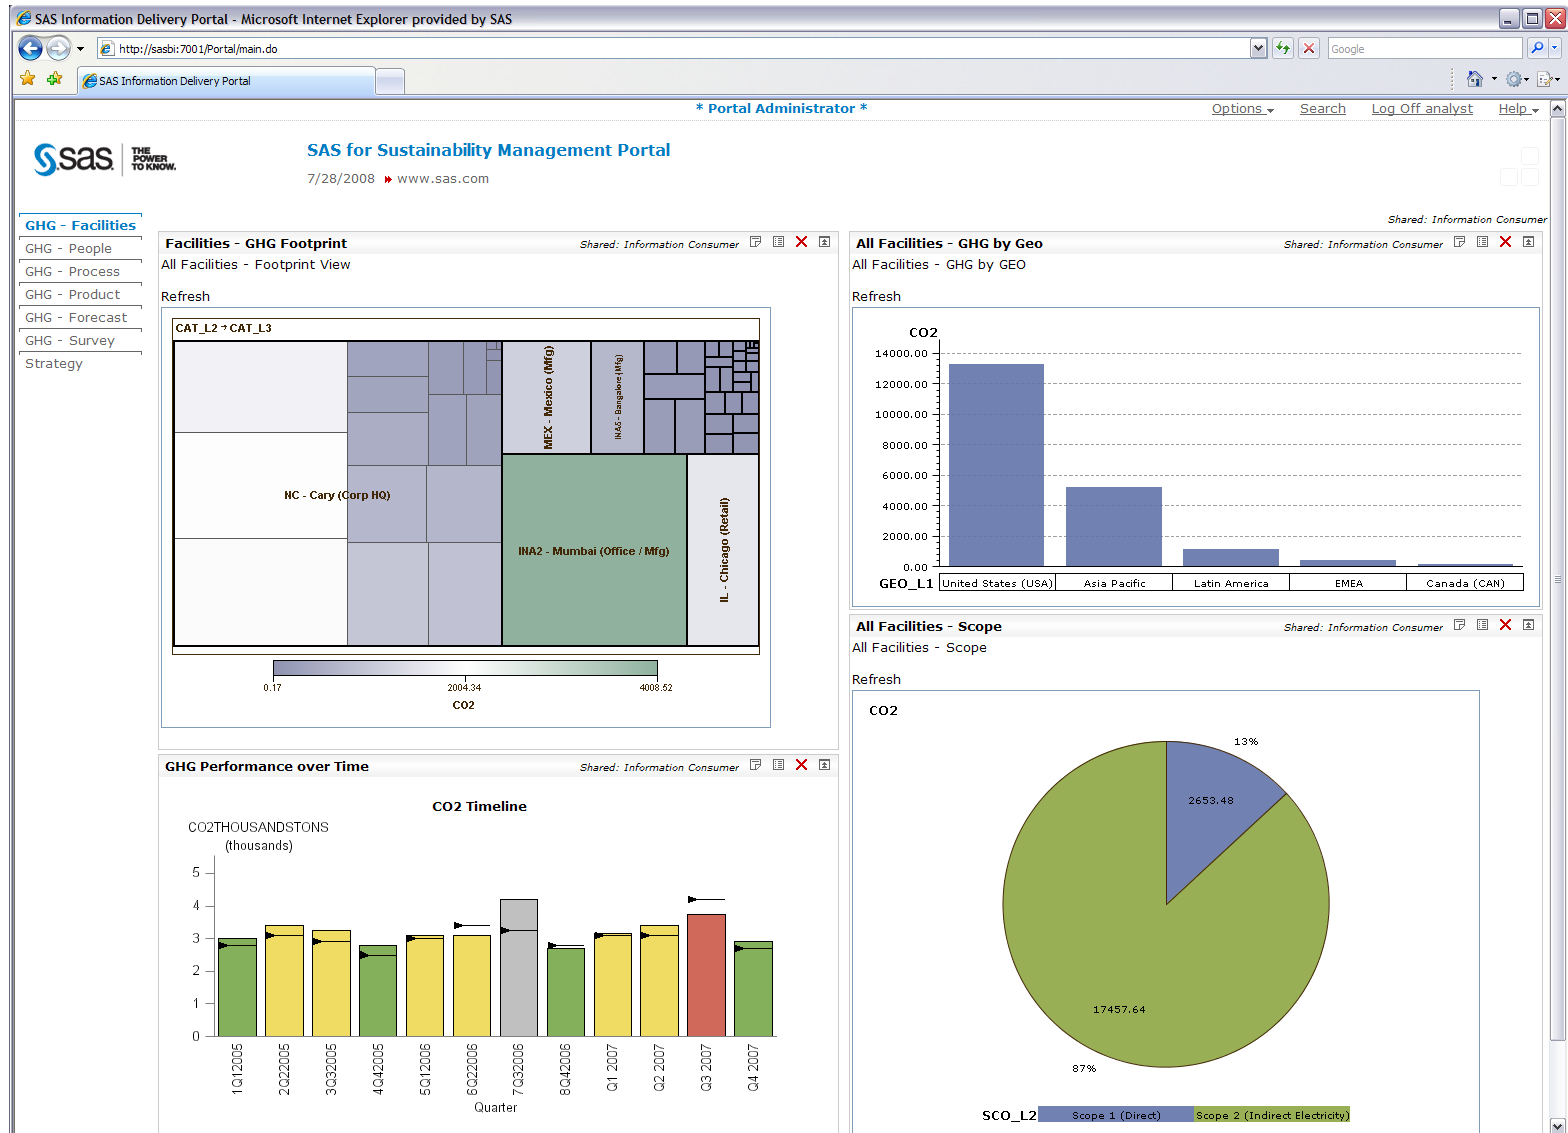 SAS Information Delivery Portal - Microsoft Internet Explorer provided by SAS
http://sasbi:7001/Portal/main.do
Google
SAS Information Delivery Portal
* Portal Administrator *
Options
Search
Log Off analyst
Help
sas
THE
POWER
TO KNOW.
SAS for Sustainability Management Portal
7/28/2008 www.sas.com
Shared: Information Consumer
GHG - Facilities
GHG - People
GHG - Process
GHG - Product
GHG - Forecast
GHG - Survey
Strategy
Facilities - GHG Footprint
Shared: Information Consumer
All Facilities - Footprint View
Refresh
CAT_L2 → CAT_L3
NC - Cary (Corp HQ)
MEX - Mexico (Mfg)
INA5 - Bangalore (Mfg)
INA2 - Mumbai (Office / Mfg)
IL - Chicago (Retail)
0.17
2004.34
4008.52
CO2
All Facilities - GHG by Geo
Shared: Information Consumer
All Facilities - GHG by GEO
Refresh
CO2
14000.00
12000.00
10000.00
8000.00
6000.00
4000.00
2000.00
0.00
GEO_L1
United States (USA)
Asia Pacific
Latin America
EMEA
Canada (CAN)
GHG Performance over Time
Shared: Information Consumer
CO2 Timeline
CO2THOUSANDSTONS
(thousands)
5
4
3
2
1
0
1Q12005
2Q22005
3Q32005
4Q42005
5Q12006
6Q22006
7Q32006
8Q42006
Q1 2007
Q2 2007
Q3 2007
Q4 2007
Quarter
All Facilities - Scope
Shared: Information Consumer
All Facilities - Scope
Refresh
CO2
13%
2653.48
17457.64
87%
SCO_L2
Scope 1 (Direct)
Scope 2 (Indirect Electricity)